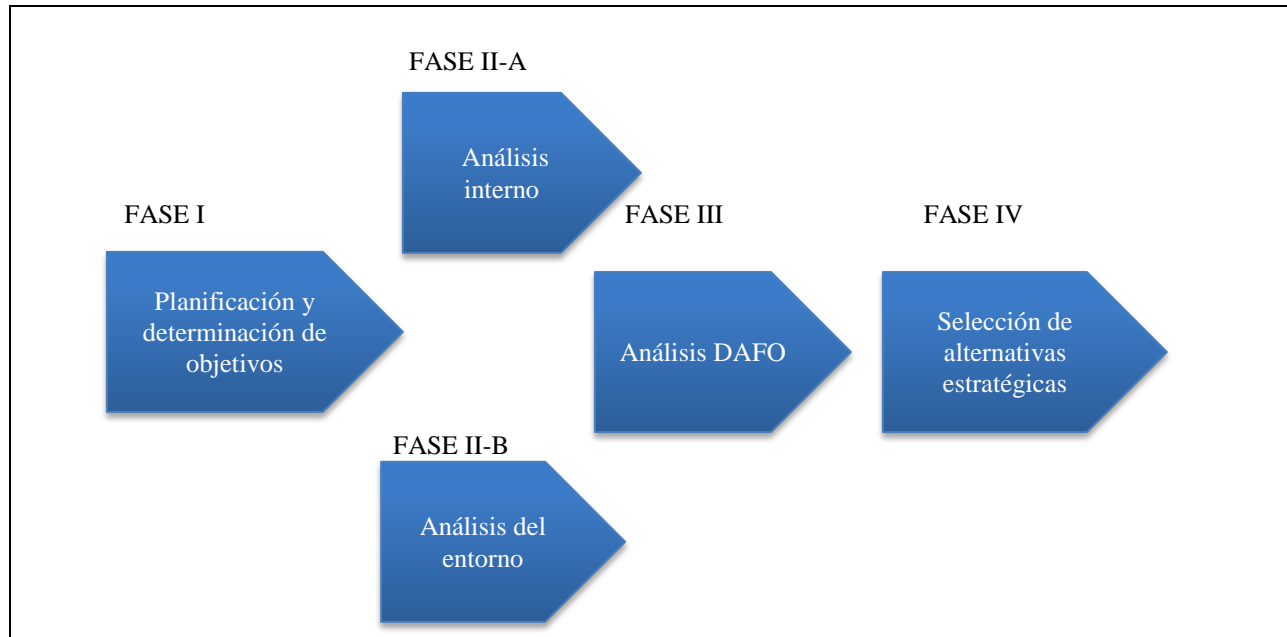 FASE I
Planificación y
determinación de
objetivos
FASE II-A
Análisis
interno
FASE II-B
Análisis del
entorno
FASE III
Análisis DAFO
FASE IV
Selección de
alternativas
estratégicas